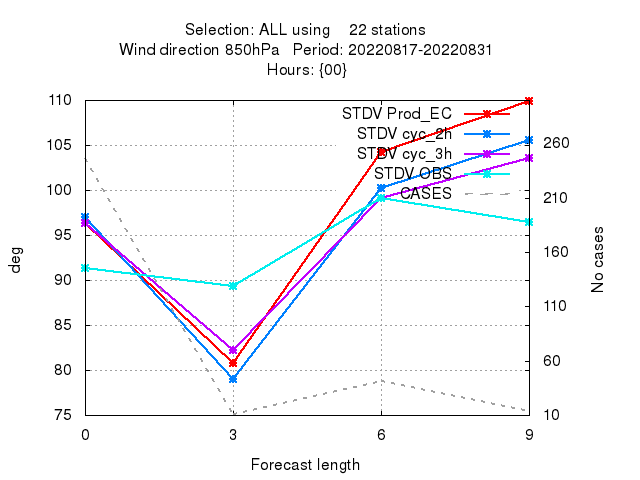 Selection: ALL using 22 stations
Wind direction 850hPa Period: 20220817-20220831
Hours: {00}
110
105
100
95
90
85
80
75
deg
STDV Prod_EC
STDV cyc_2h
STDV cyc_3h
STDV OBS
CASES
260
210
160
110
60
10
No cases
0 3 6 9
Forecast length